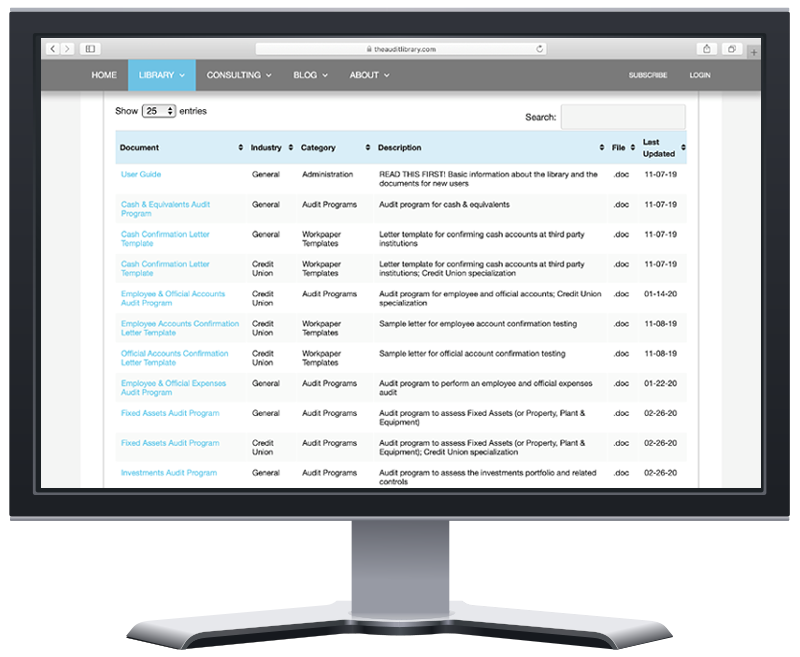 theauditlibrary.com
HOME LIBRARY CONSULTING BLOG ABOUT SUBSCRIBE LOGIN
Show 25 entries
Search:
Document Industry Category Description File Last
Updated
User Guide General Administration READ THIS FIRST! Basic information about the library and the .doc 11-07-19
documents for new users
Cash & Equivalents Audit General Audit Programs Audit program for cash & equivalents .doc 11-07-19
Program
Cash Confirmation Letter General Workpaper Letter template for confirming cash accounts at third party .doc 11-07-19
Template Templates institutions
Cash Confirmation Letter Credit Workpaper Letter template for confirming cash accounts at third party .doc 11-07-19
Template Union Templates institutions; Credit Union specialization
Employee & Official Accounts Credit Audit Programs Audit program for employee and official accounts; Credit Union .doc 01-14-20
Audit Program Union specialization
Employee Accounts Confirmation Credit Workpaper Sample letter for employee account confirmation testing .doc 11-08-19
Letter Template Union Templates
Official Accounts Confirmation Credit Workpaper Sample letter for official account confirmation testing .doc 11-08-19
Letter Template Union Templates
Employee & Official Expenses General Audit Programs Audit program to perform an employee and official expenses .doc 01-22-20
Audit Program audit
Fixed Assets Audit Program General Audit Programs Audit program to assess Fixed Assets (or Property, Plant & .doc 02-26-20
Equipment)
Fixed Assets Audit Program Credit Audit Programs Audit program to assess Fixed Assets (or Property, Plant & .doc 02-26-20
Union Equipment); Credit Union specialization
Investments Audit Program General Audit Programs Audit program to assess the investments portfolio and related .doc 02-26-20
controls